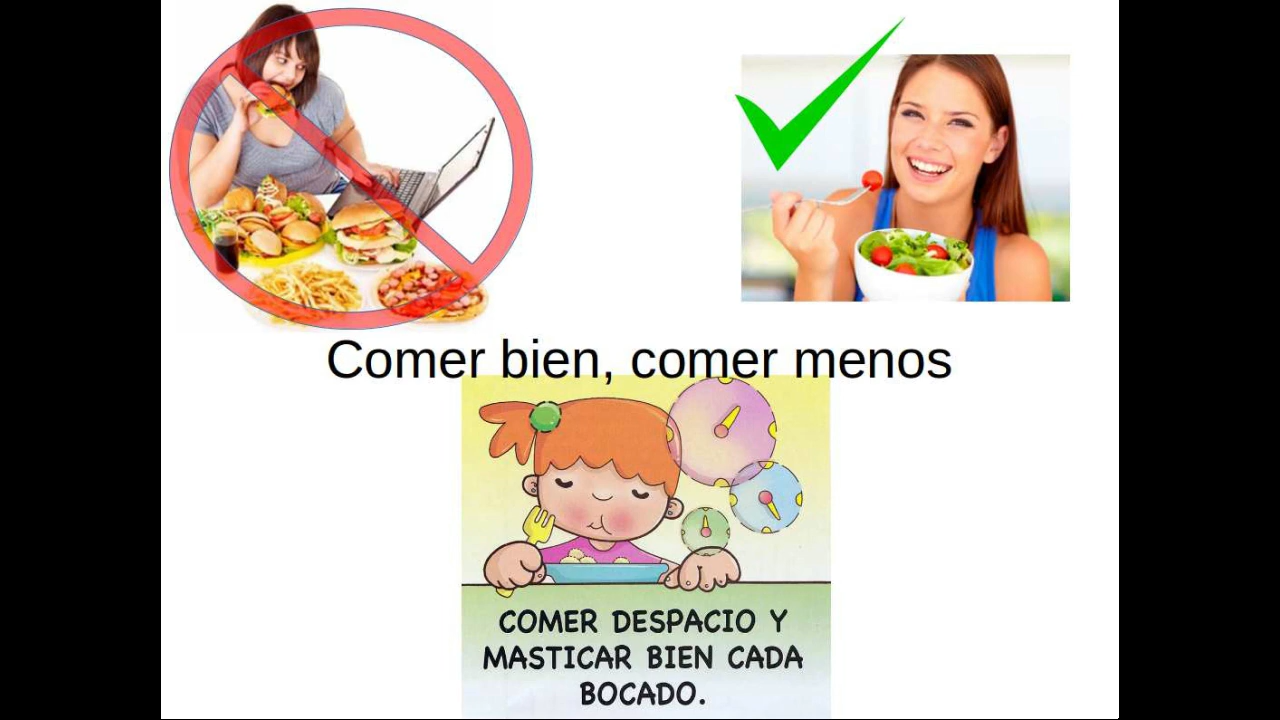 Comer bien, comer menos
COMER DESPACIO Y
MASTICAR BIEN CADA
BOCADO.